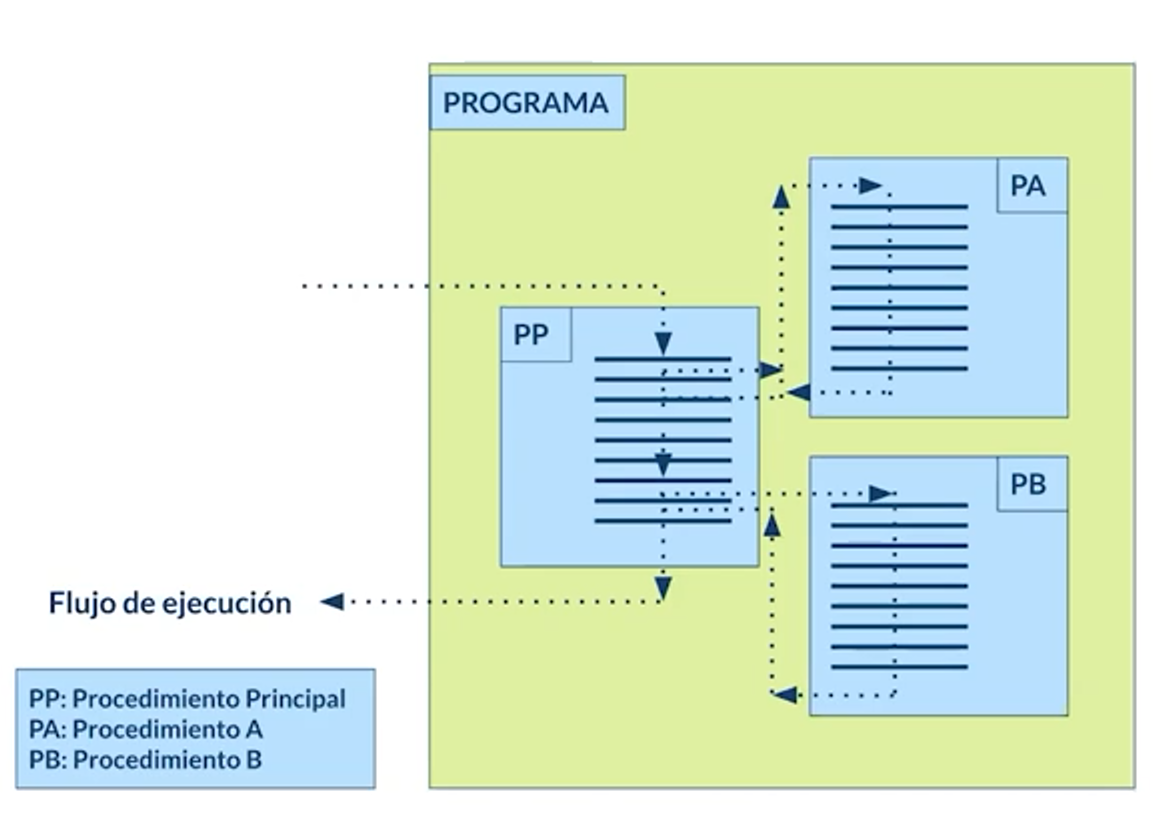 PROGRAMA
PA
PP
PB
Flujo de ejecución
PP: Procedimiento Principal
PA: Procedimiento A
PB: Procedimiento B